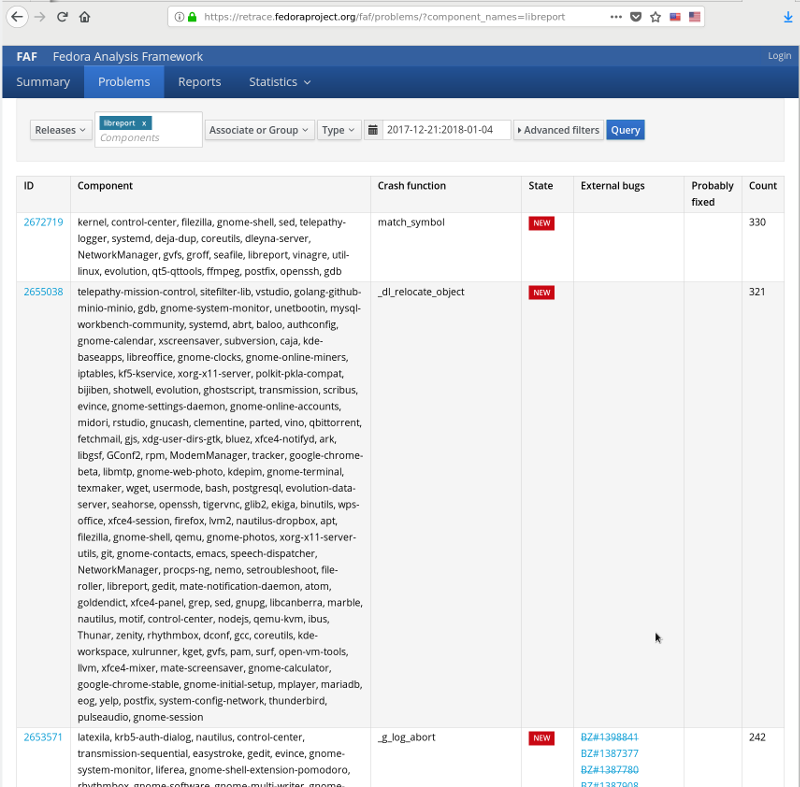 https://retrace.fedoraproject.org/faf/problems/?component_names=libreport
FAF Fedora Analysis Framework
Login
Summary Problems Reports Statistics
Releases libreport x Components Associate or Group Type 2017-12-21:2018-01-04 Advanced filters Query
ID Component Crash function State External bugs Probably fixed Count
2672719
kernel, control-center, filezilla, gnome-shell, sed, telepathy-
logger, systemd, deja-dup, coreutils, dleyna-server,
NetworkManager, gvfs, groff, seafile, libreport, vinagre, util-
linux, evolution, qt5-qttools, ffmpeg, postfix, openssh, gdb
match_symbol
NEW
330
2655038
telepathy-mission-control, sitefilter-lib, vstudio, golang-github-
minio-minio, gdb, gnome-system-monitor, unetbootin, mysql-
workbench-community, systemd, abrt, baloo, authconfig,
gnome-calendar, xscreensaver, subversion, caja, kde-
baseapps, libreoffice, gnome-clocks, gnome-online-miners,
iptables, kf5-kservice, xorg-x11-server, polkit-pkla-compat,
bijiben, shotwell, evolution, ghostscript, transmission, scribus,
evince, gnome-settings-daemon, gnome-online-accounts,
midori, rstudio, gnucash, clementine, parted, vino, qbittorrent,
fetchmail, gjs, xdg-user-dirs-gtk, bluez, xfce4-notifyd, ark,
libgsf, GConf2, rpm, ModemManager, tracker, google-chrome-
beta, libmtp, gnome-web-photo, kdepim, gnome-terminal,
texmaker, wget, usermode, bash, postgresql, evolution-data-
server, seahorse, openssh, tigervnc, glib2, ekiga, binutils, wps-
office, xfce4-session, firefox, lvm2, nautilus-dropbox, apt,
filezilla, gnome-shell, qemu, gnome-photos, xorg-x11-server-
utils, git, gnome-contacts, emacs, speech-dispatcher,
NetworkManager, procps-ng, nemo, setroubleshoot, file-
roller, libreport, gedit, mate-notification-daemon, atom,
goldendict, xfce4-panel, grep, sed, gnupg, libcanberra, marble,
nautilus, motif, control-center, nodejs, qemu-kvm, ibus,
Thunar, zenity, rhythmbox, dconf, gcc, coreutils, kde-
workspace, xulrunner, kget, gvfs, pam, surf, open-vm-tools,
llvm, xfce4-mixer, mate-screensaver, gnome-calculator,
google-chrome-stable, gnome-initial-setup, mplayer, mariadb,
eog, yelp, postfix, system-config-network, thunderbird,
pulseaudio, gnome-session
_dl_relocate_object
NEW
321
2653571
latexila, krb5-auth-dialog, nautilus, control-center,
transmission-sequential, easystroke, gedit, evince, gnome-
system-monitor, liferea, gnome-shell-extension-pomodoro,
rhythmbox, gnome-software, gnome-multi-writer, gnome-
_g_log_abort
NEW
BZ#1398841
BZ#1387377
BZ#1387780
BZ#1387908
242